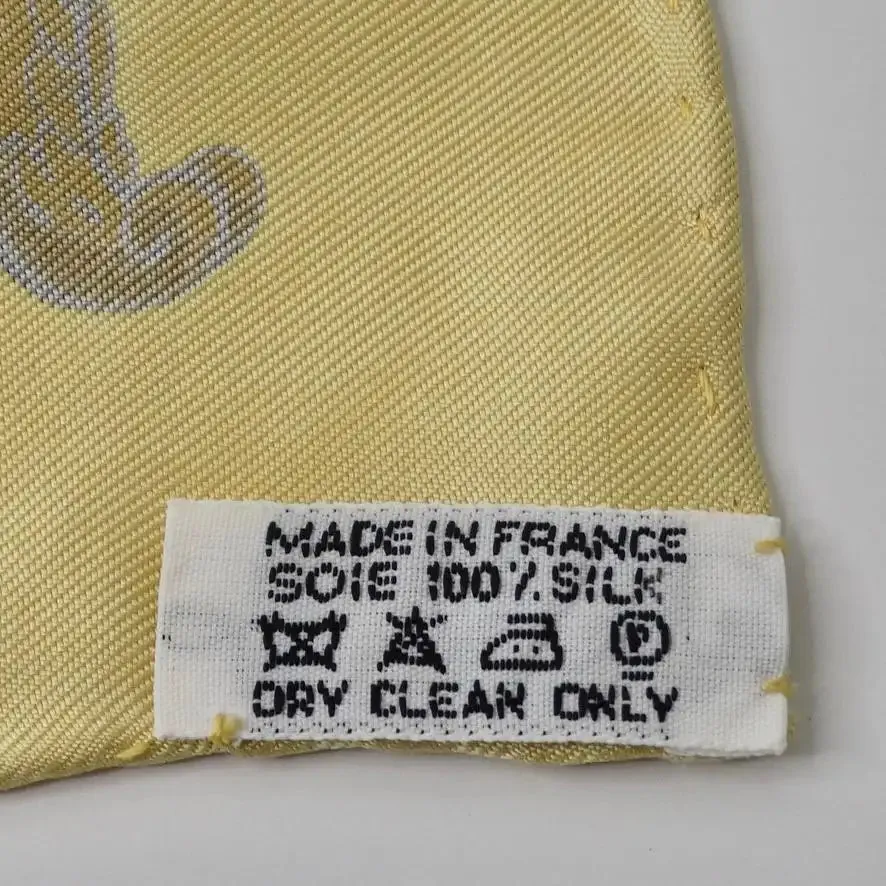 MADE IN FRANCE
SOIE 100% SILK
P
DRY CLEAN ONLY